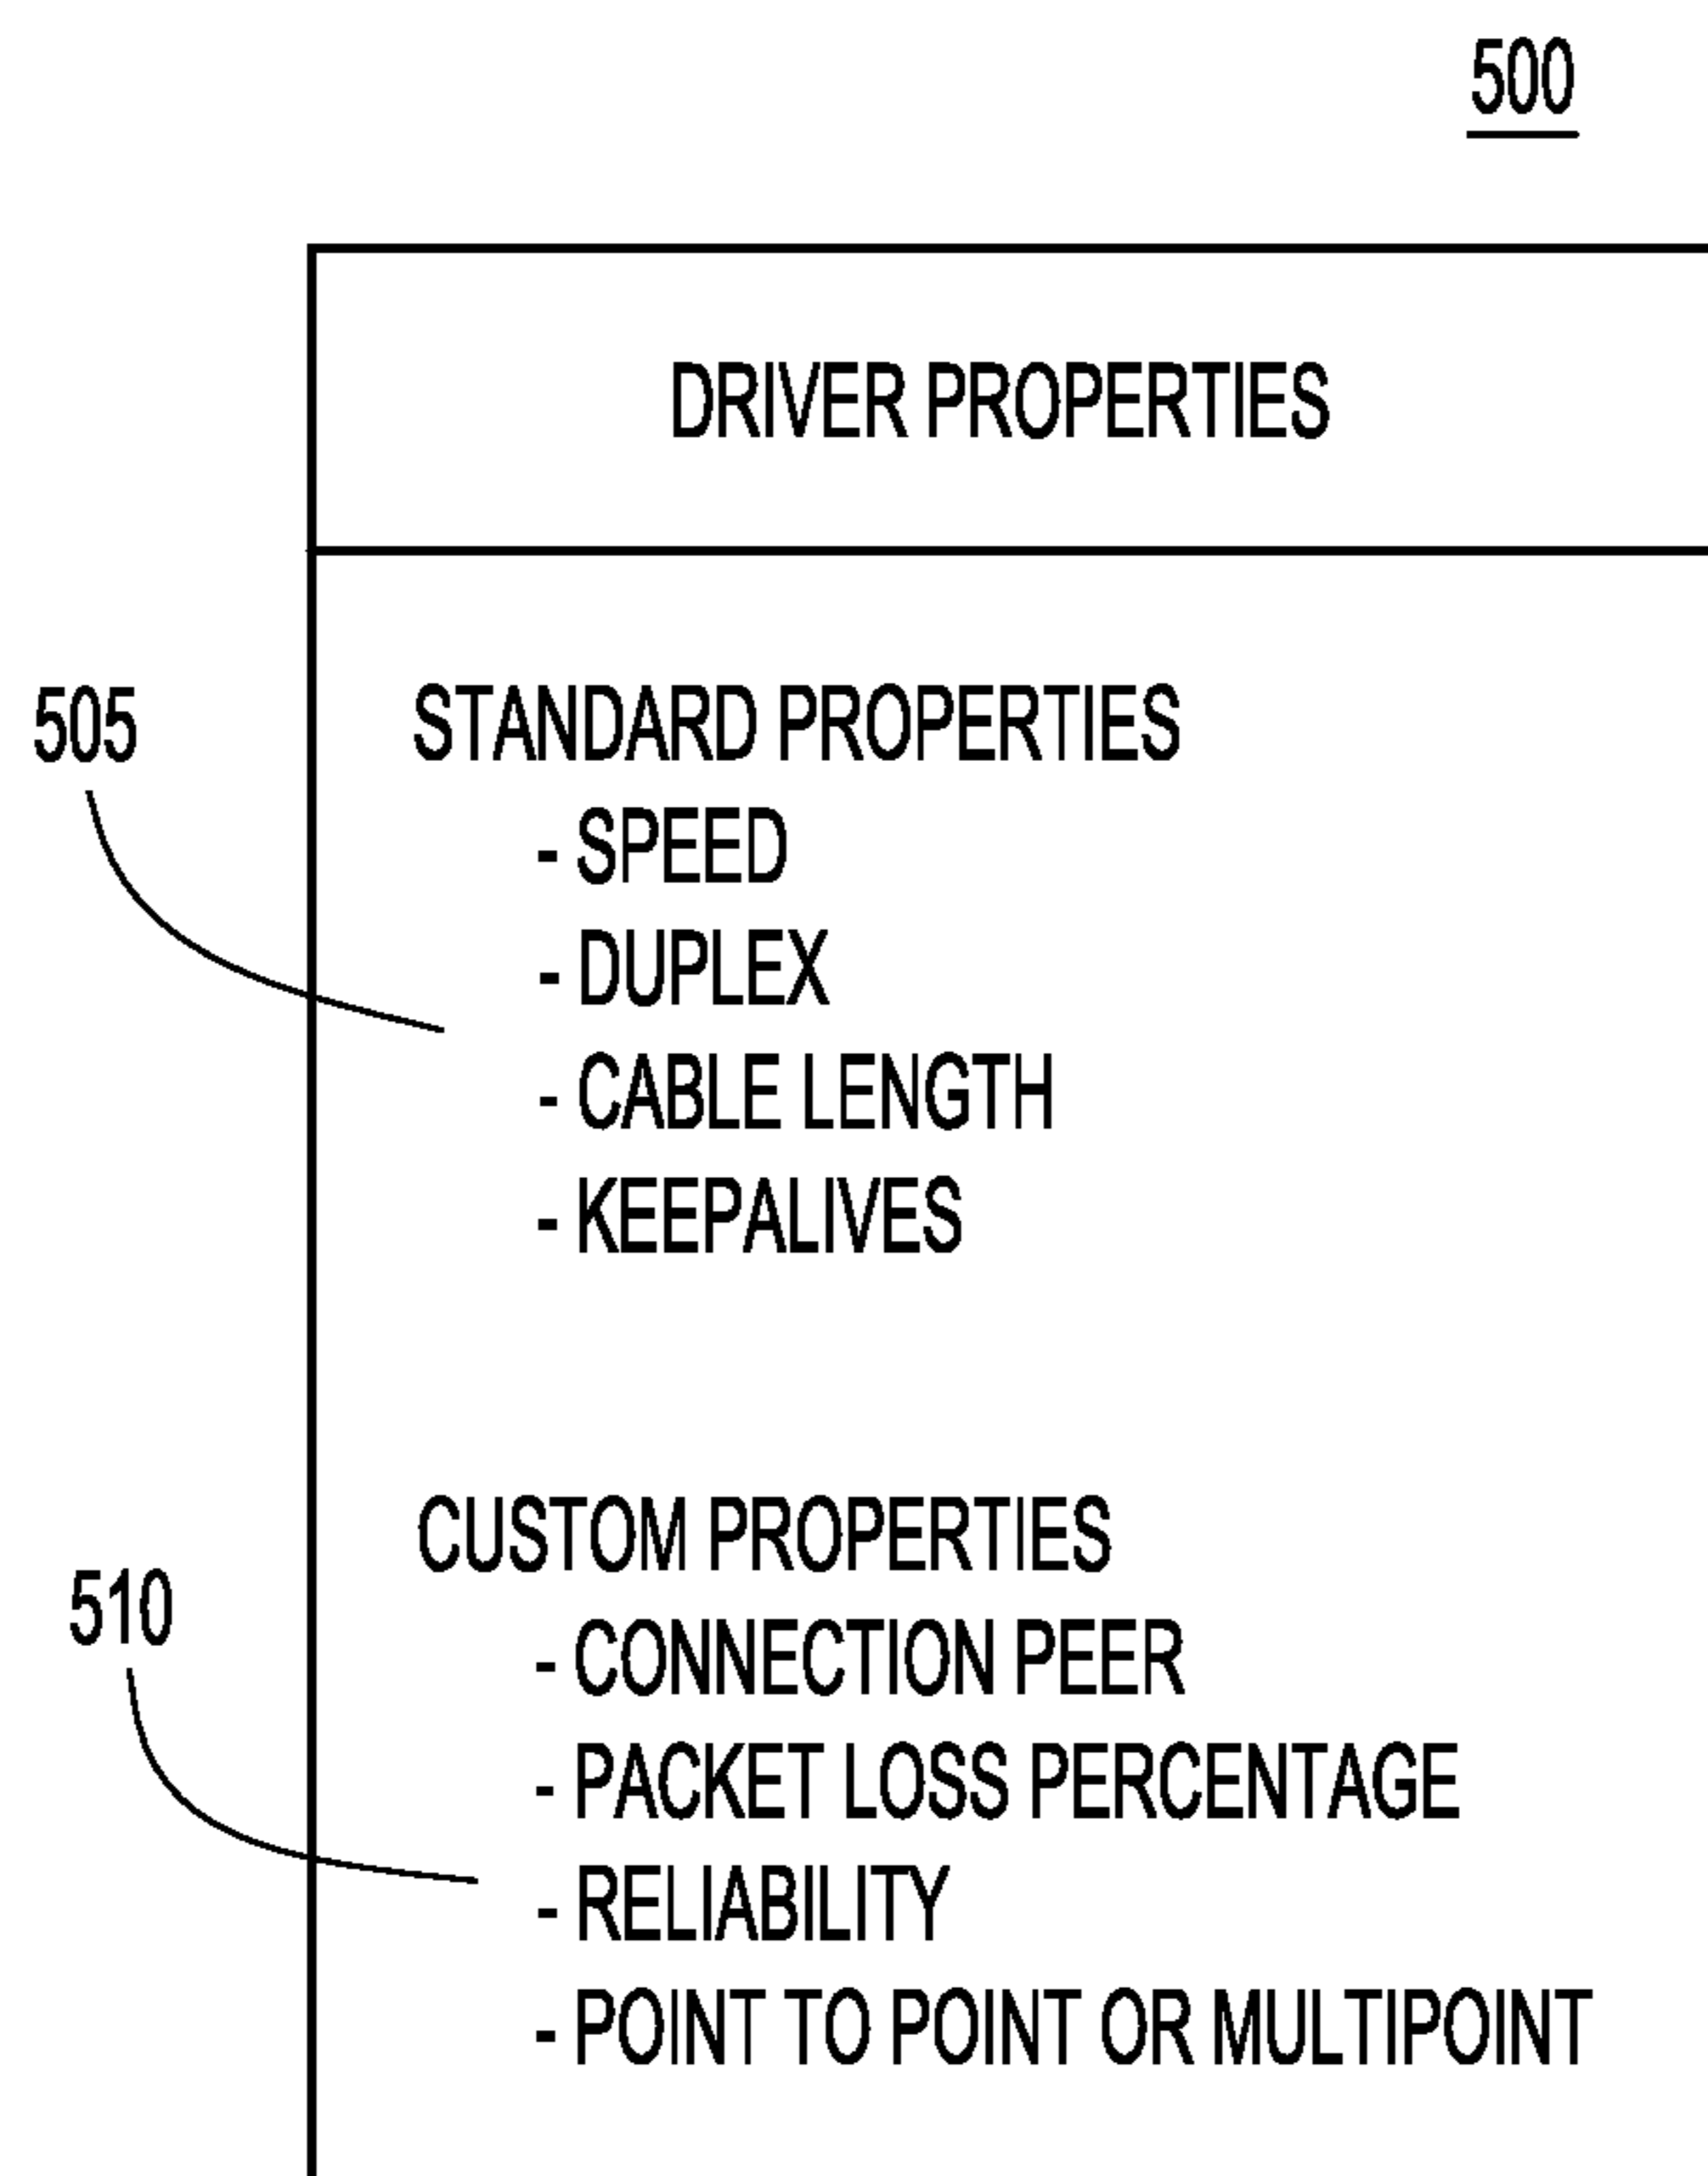 500
DRIVER PROPERTIES
505
STANDARD PROPERTIES
- SPEED
- DUPLEX
- CABLE LENGTH
- KEEPALIVES
510
CUSTOM PROPERTIES
- CONNECTION PEER
- PACKET LOSS PERCENTAGE
- RELIABILITY
- POINT TO POINT OR MULTIPOINT